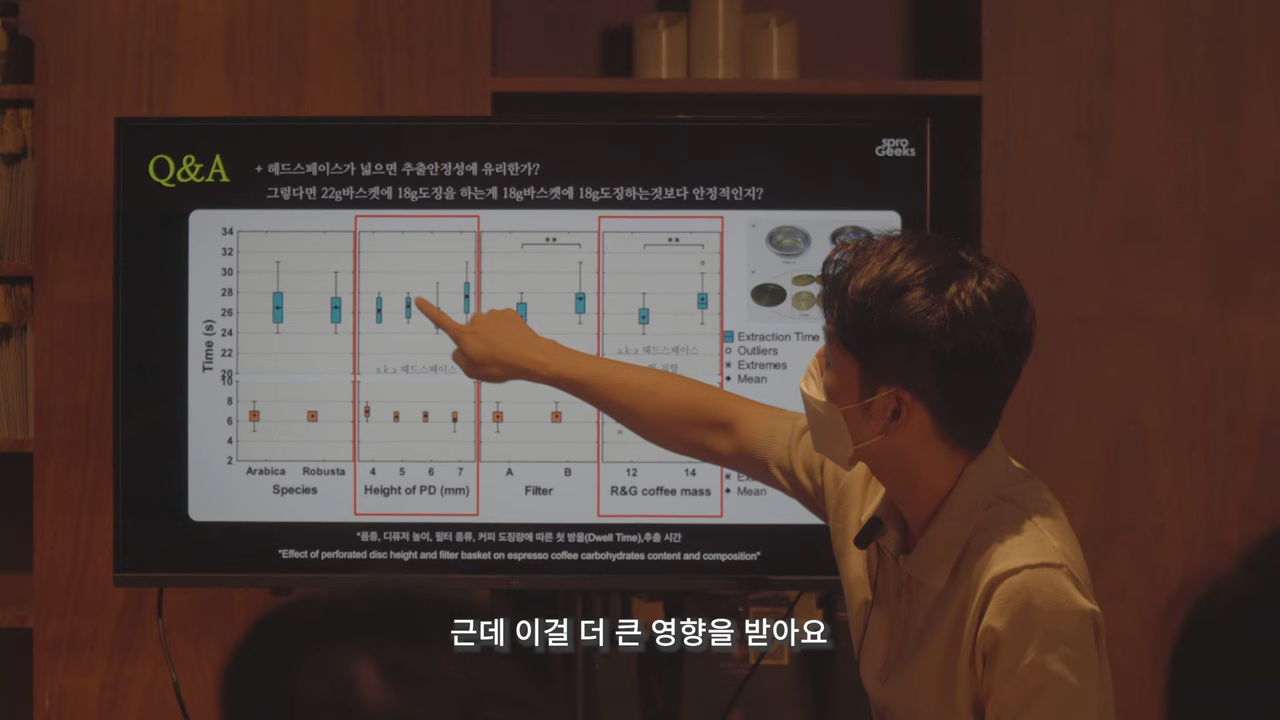 Q&A
+ 헤드스페이스가 넓으면 추출안정성에 유리한가?
그렇다면 22g바스켓에 18g도징을 하는게 18g바스켓에 18g도징하는것보다 안정적인지?
spro
Geeks
34
32
30
28
26
24
22
20
10
8
6
4
2
Time (s)
**
**
a.k.a 헤드스페이스
a.k.a 헤드스페이스
Extraction Time
Outliers
Extremes
Mean
Arabica Robusta
Species
4 5 6 7
Height of PD (mm)
A B
Filter
12 14
R&G coffee mass
Mean
*품종, 디퓨저 높이, 필터 종류, 커피 도징량에 따른 첫 방울(Dwell Time),추출 시간
"Effect of perforated disc height and filter basket on espresso coffee carbohydrates content and composition"
근데 이걸 더 큰 영향을 받아요